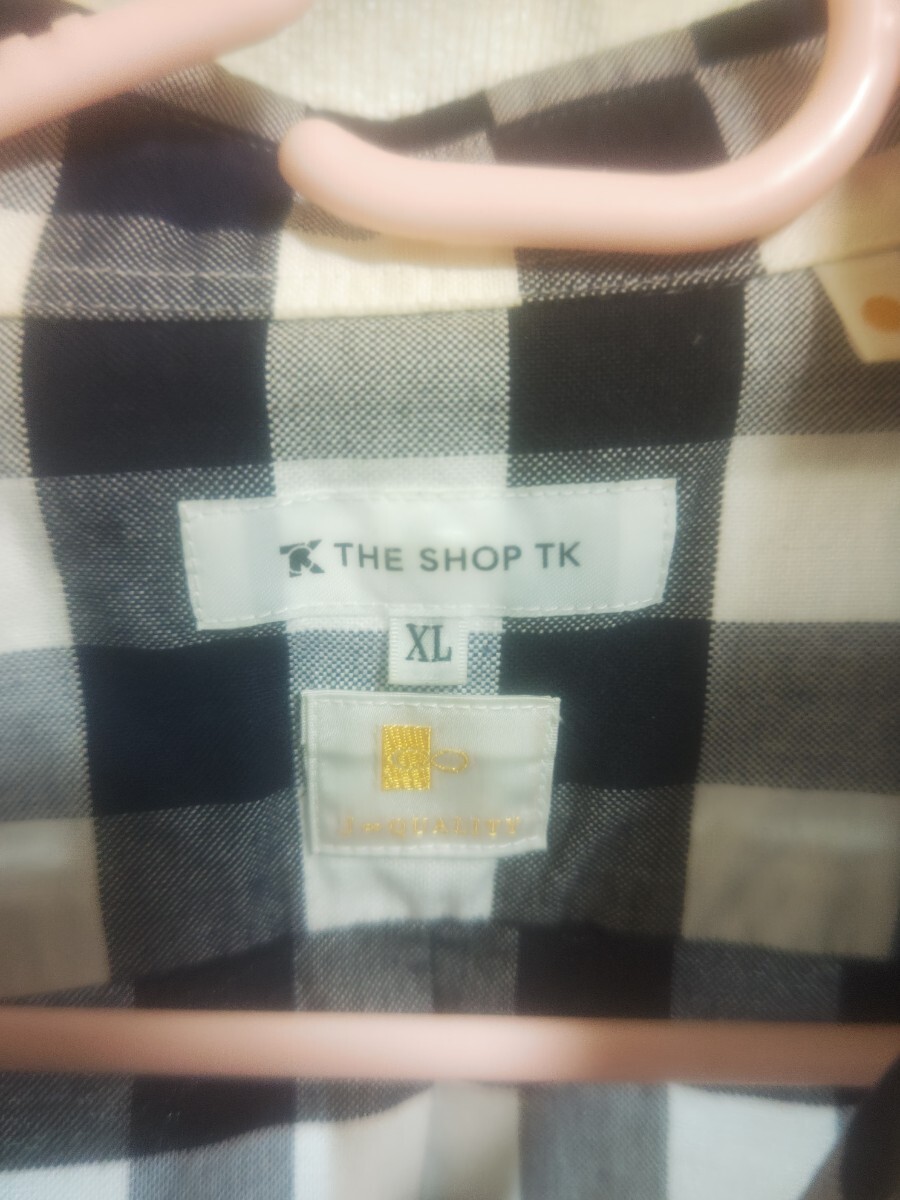 THE SHOP TK
XL
J∞QUALITY